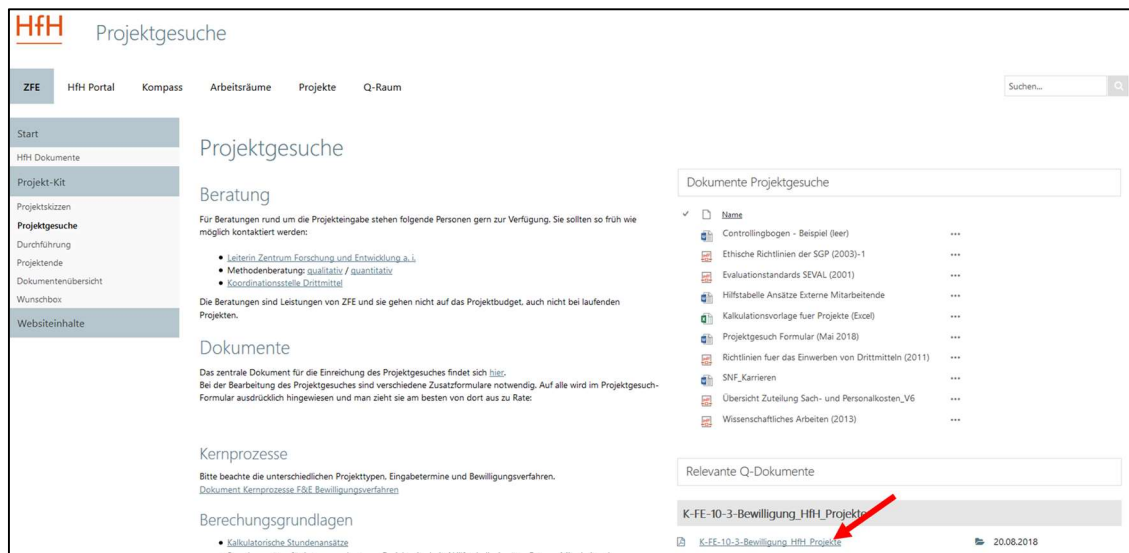 HfH Projektgesuche
ZFE HfH Portal Kompass Arbeitsräume Projekte Q-Raum
Suchen...
Start
HfH Dokumente
Projekt-Kit
Projektskizzen
Projektgesuche
Durchführung
Projektende
Dokumentenübersicht
Wunschbox
Websiteinhalte
Projektgesuche
Beratung
Für Beratungen rund um die Projekteingabe stehen folgende Personen gern zur Verfügung. Sie sollten so früh wie
möglich kontaktiert werden:
Leiterin Zentrum Forschung und Entwicklung a. i.
Methodenberatung: qualitativ / quantitativ
Koordinationsstelle Drittmittel
Die Beratungen sind Leistungen von ZFE und sie gehen nicht auf das Projektbudget, auch nicht bei laufenden
Projekten.
Dokumente
Das zentrale Dokument für die Einreichung des Projektgesuches findet sich hier.
Bei der Bearbeitung des Projektgesuches sind verschiedene Zusatzformulare notwendig. Auf alle wird im Projektgesuch-
Formular ausdrücklich hingewiesen und man zieht sie am besten von dort aus zu Rate:
Kernprozesse
Bitte beachte die unterschiedlichen Projekttypen, Eingabetermine und Bewilligungsverfahren.
Dokument Kernprozesse F&E Bewilligungsverfahren
Berechungsgrundlagen
Kalkulatorische Stundenansätze
Dokumente Projektgesuche
Name
Controllingbogen - Beispiel (leer) ...
Ethische Richtlinien der SGP (2003)-1 ...
Evaluationstandards SEVAL (2001) ...
Hilfstabelle Ansätze Externe Mitarbeitende ...
Kalkulationsvorlage fuer Projekte (Excel) ...
Projektgesuch Formular (Mai 2018) ...
Richtlinien fuer das Einwerben von Drittmitteln (2011) ...
SNF_Karrieren ...
Übersicht Zuteilung Sach- und Personalkosten_V6 ...
Wissenschaftliches Arbeiten (2013) ...
Relevante Q-Dokumente
K-FE-10-3-Bewilligung_HfH_Projekte
K-FE-10-3-Bewilligung_HfH_Projekte 20.08.2018